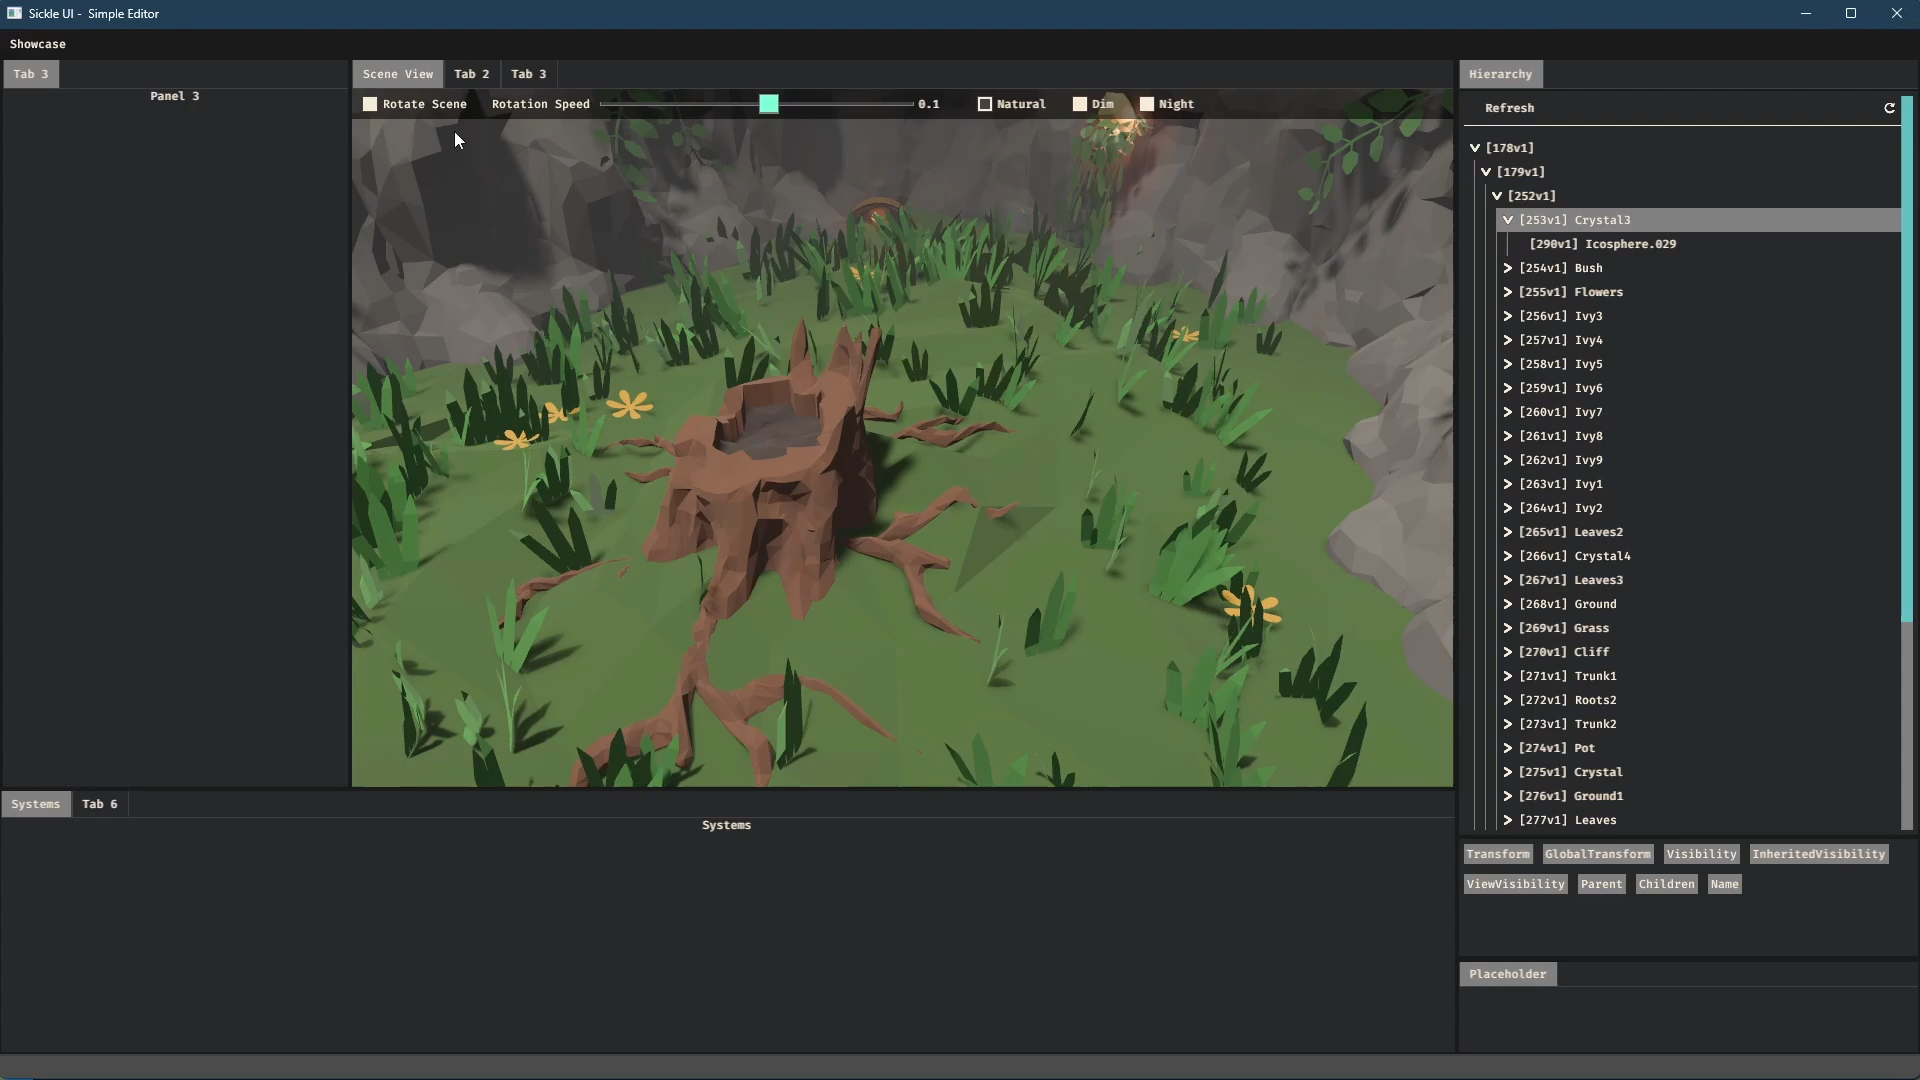 Sickle UI - Simple Editor
Showcase
Tab 3
Panel 3
Scene View Tab 2 Tab 3
Rotate Scene Rotation Speed 0.1 Natural Dim Night
Systems Tab 6
Systems
Hierarchy
Refresh
[178v1]
[179v1]
[252v1]
[253v1] Crystal3
[290v1] Icosphere.029
[254v1] Bush
[255v1] Flowers
[256v1] Ivy3
[257v1] Ivy4
[258v1] Ivy5
[259v1] Ivy6
[260v1] Ivy7
[261v1] Ivy8
[262v1] Ivy9
[263v1] Ivy1
[264v1] Ivy2
[265v1] Leaves2
[266v1] Crystal4
[267v1] Leaves3
[268v1] Ground
[269v1] Grass
[270v1] Cliff
[271v1] Trunk1
[272v1] Roots2
[273v1] Trunk2
[274v1] Pot
[275v1] Crystal
[276v1] Ground1
[277v1] Leaves
Transform GlobalTransform Visibility InheritedVisibility
ViewVisibility Parent Children Name
Placeholder